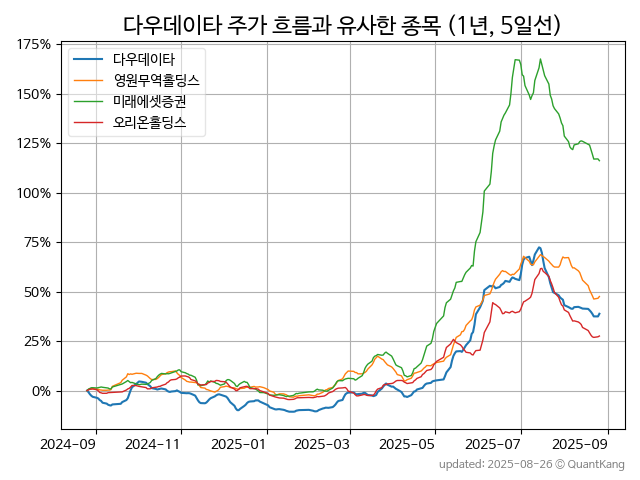 다우데이타 주가 흐름과 유사한 종목 (1년, 5일선)
175%
150%
125%
100%
75%
50%
25%
0%
다우데이타
영원무역홀딩스
미래에셋증권
오리온홀딩스
2024-09
2024-11
2025-01
2025-03
2025-05
2025-07
2025-09
updated: 2025-08-26 © QuantKang